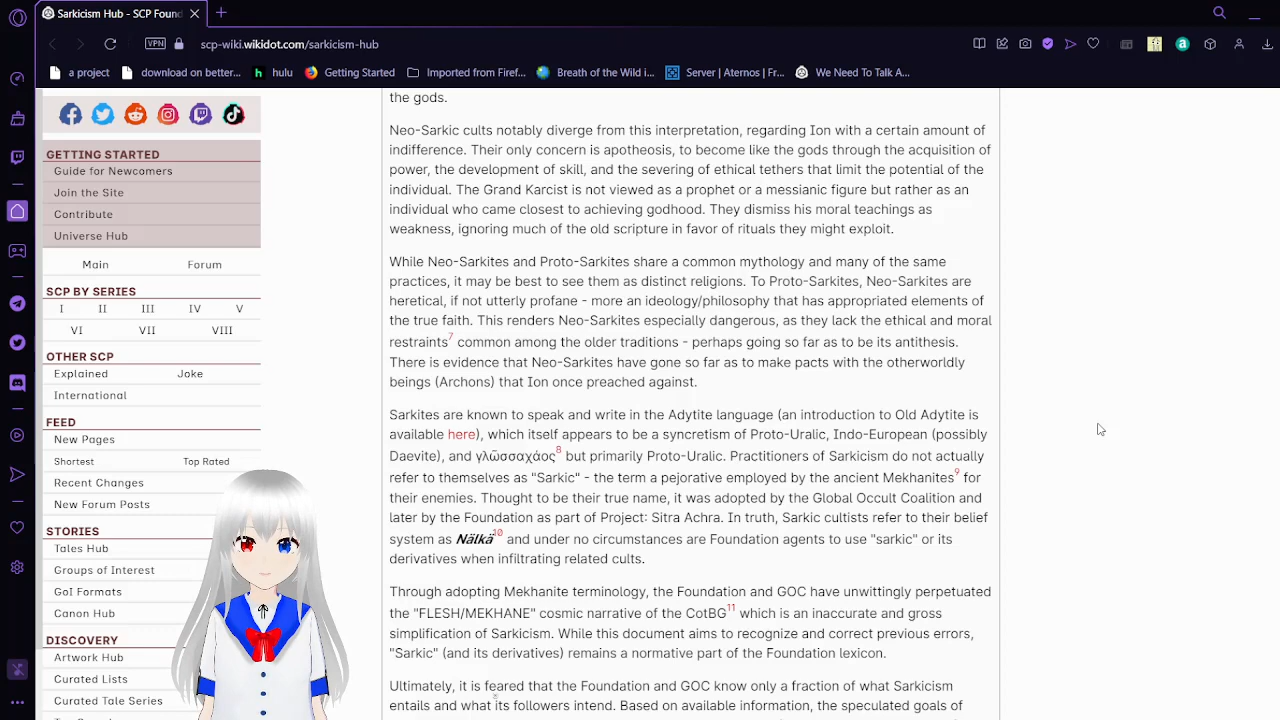 Sarkicism Hub - SCP Found
VPN
scp-wiki.wikidot.com/sarkicism-hub
a project
download on better...
hulu
Getting Started
Imported from Firef...
Breath of the Wild i...
Server | Aternos | Fr...
We Need To Talk A...
GETTING STARTED
Guide for Newcomers
Join the Site
Contribute
Universe Hub
Main Forum
SCP BY SERIES
I II III IV V
VI VII VIII
OTHER SCP
Explained Joke
International
FEED
New Pages
Shortest Top Rated
Recent Changes
New Forum Posts
STORIES
Tales Hub
Groups of Interest
GoI Formats
Canon Hub
DISCOVERY
Artwork Hub
Curated Lists
Curated Tale Series
the gods.
Neo-Sarkic cults notably diverge from this interpretation, regarding Ion with a certain amount of
indifference. Their only concern is apotheosis, to become like the gods through the acquisition of
power, the development of skill, and the severing of ethical tethers that limit the potential of the
individual. The Grand Karcist is not viewed as a prophet or a messianic figure but rather as an
individual who came closest to achieving godhood. They dismiss his moral teachings as
weakness, ignoring much of the old scripture in favor of rituals they might exploit.
While Neo-Sarkites and Proto-Sarkites share a common mythology and many of the same
practices, it may be best to see them as distinct religions. To Proto-Sarkites, Neo-Sarkites are
heretical, if not utterly profane - more an ideology/philosophy that has appropriated elements of
the true faith. This renders Neo-Sarkites especially dangerous, as they lack the ethical and moral
restraints7 common among the older traditions - perhaps going so far as to be its antithesis.
There is evidence that Neo-Sarkites have gone so far as to make pacts with the otherworldly
beings (Archons) that Ion once preached against.
Sarkites are known to speak and write in the Adytite language (an introduction to Old Adytite is
available here), which itself appears to be a syncretism of Proto-Uralic, Indo-European (possibly
Daevite), and γλῶσσαχάος8 but primarily Proto-Uralic. Practitioners of Sarkicism do not actually
refer to themselves as "Sarkic" - the term a pejorative employed by the ancient Mekhanites9 for
their enemies. Thought to be their true name, it was adopted by the Global Occult Coalition and
later by the Foundation as part of Project: Sitra Achra. In truth, Sarkic cultists refer to their belief
system as Nälkä10 and under no circumstances are Foundation agents to use "sarkic" or its
derivatives when infiltrating related cults.
Through adopting Mekhanite terminology, the Foundation and GOC have unwittingly perpetuated
the "FLESH/MEKHANE" cosmic narrative of the CotBG11 which is an inaccurate and gross
simplification of Sarkicism. While this document aims to recognize and correct previous errors,
"Sarkic" (and its derivatives) remains a normative part of the Foundation lexicon.
Ultimately, it is feared that the Foundation and GOC know only a fraction of what Sarkicism
entails and what its followers intend. Based on available information, the speculated goals of